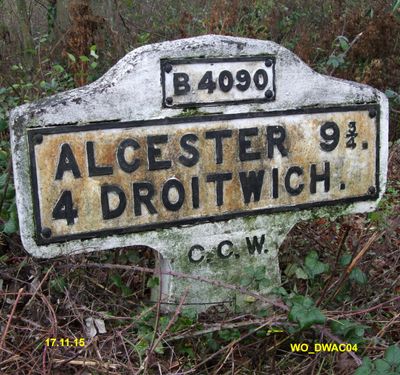 B 4090
ALCESTER 9¾.
4 DROITWICH.
C.C.W.
17.11.15
WO_DWAC04